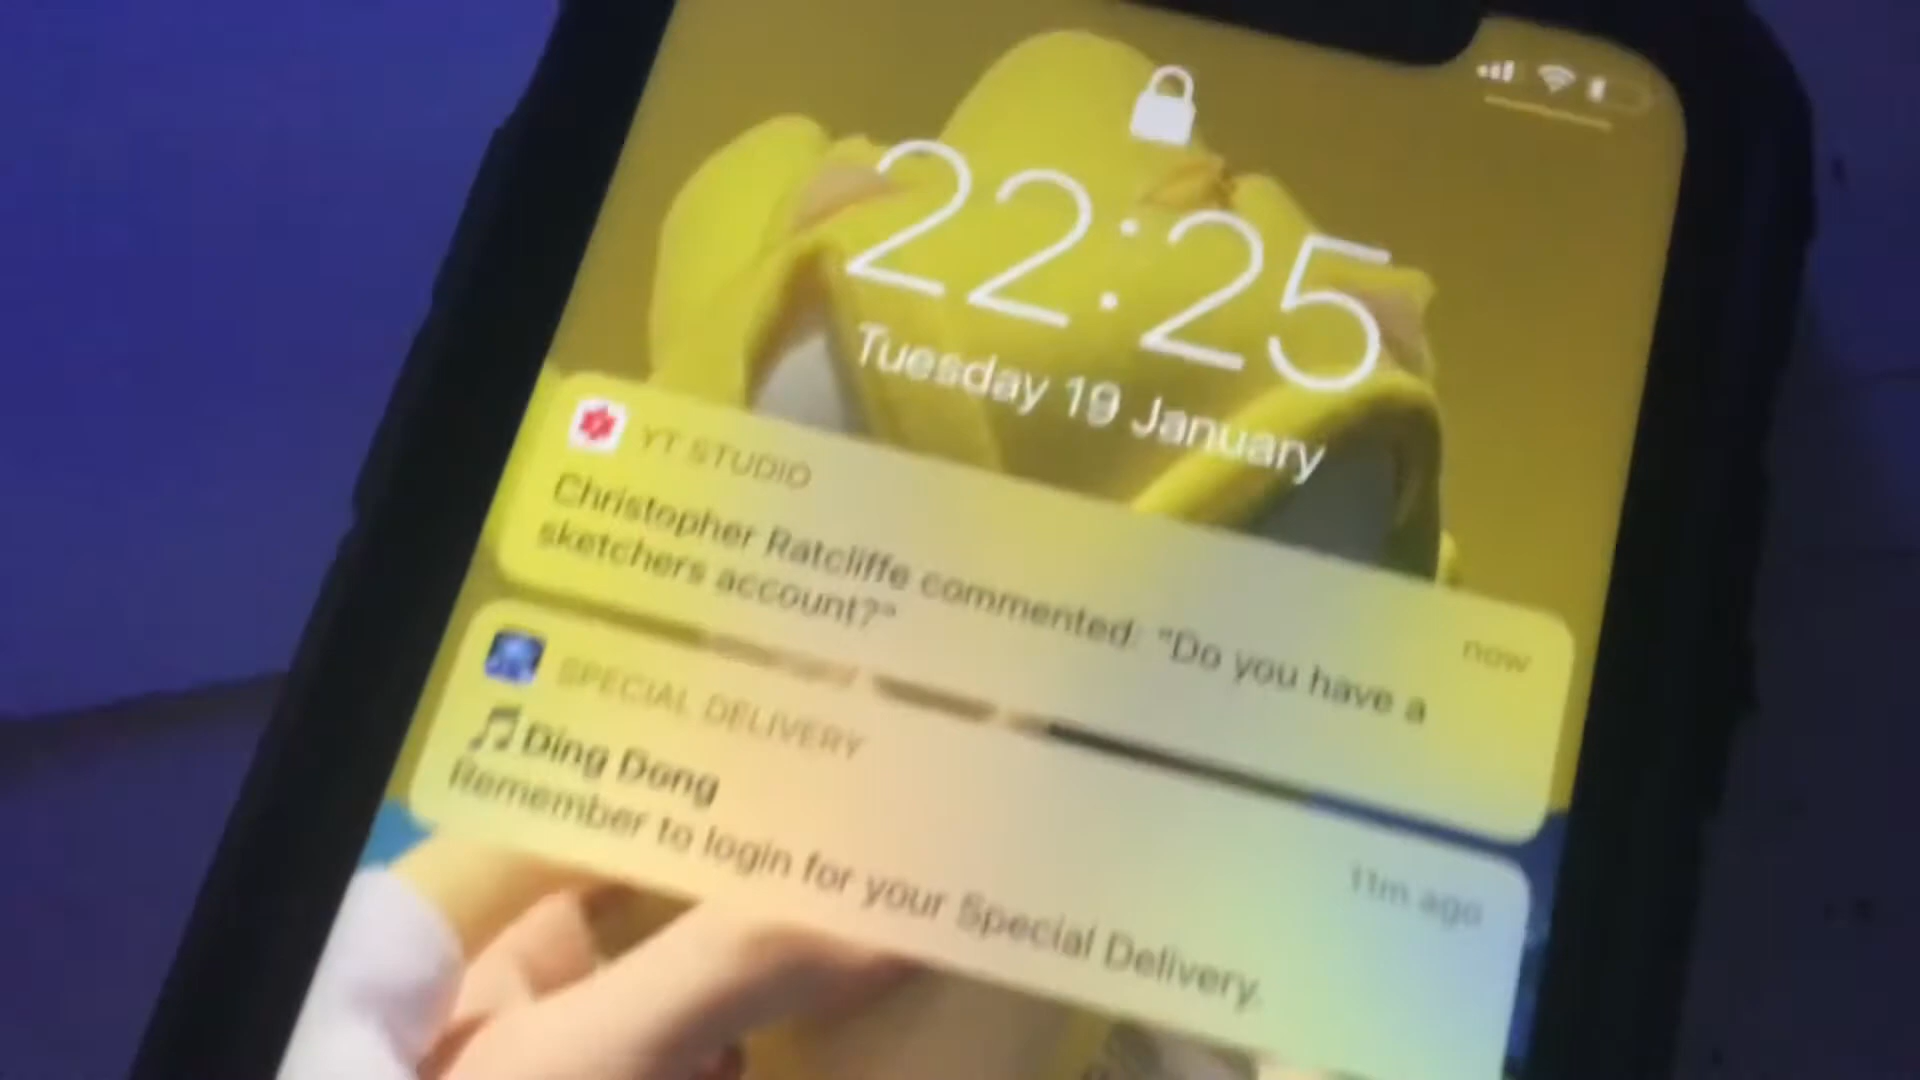 22:25
Tuesday 19 January
YT STUDIO
now
Christopher Ratcliffe commented: "Do you have a
sketchers account?"
SPECIAL DELIVERY
11m ago
🎵Ding Dong
Remember to login for your Special Delivery.